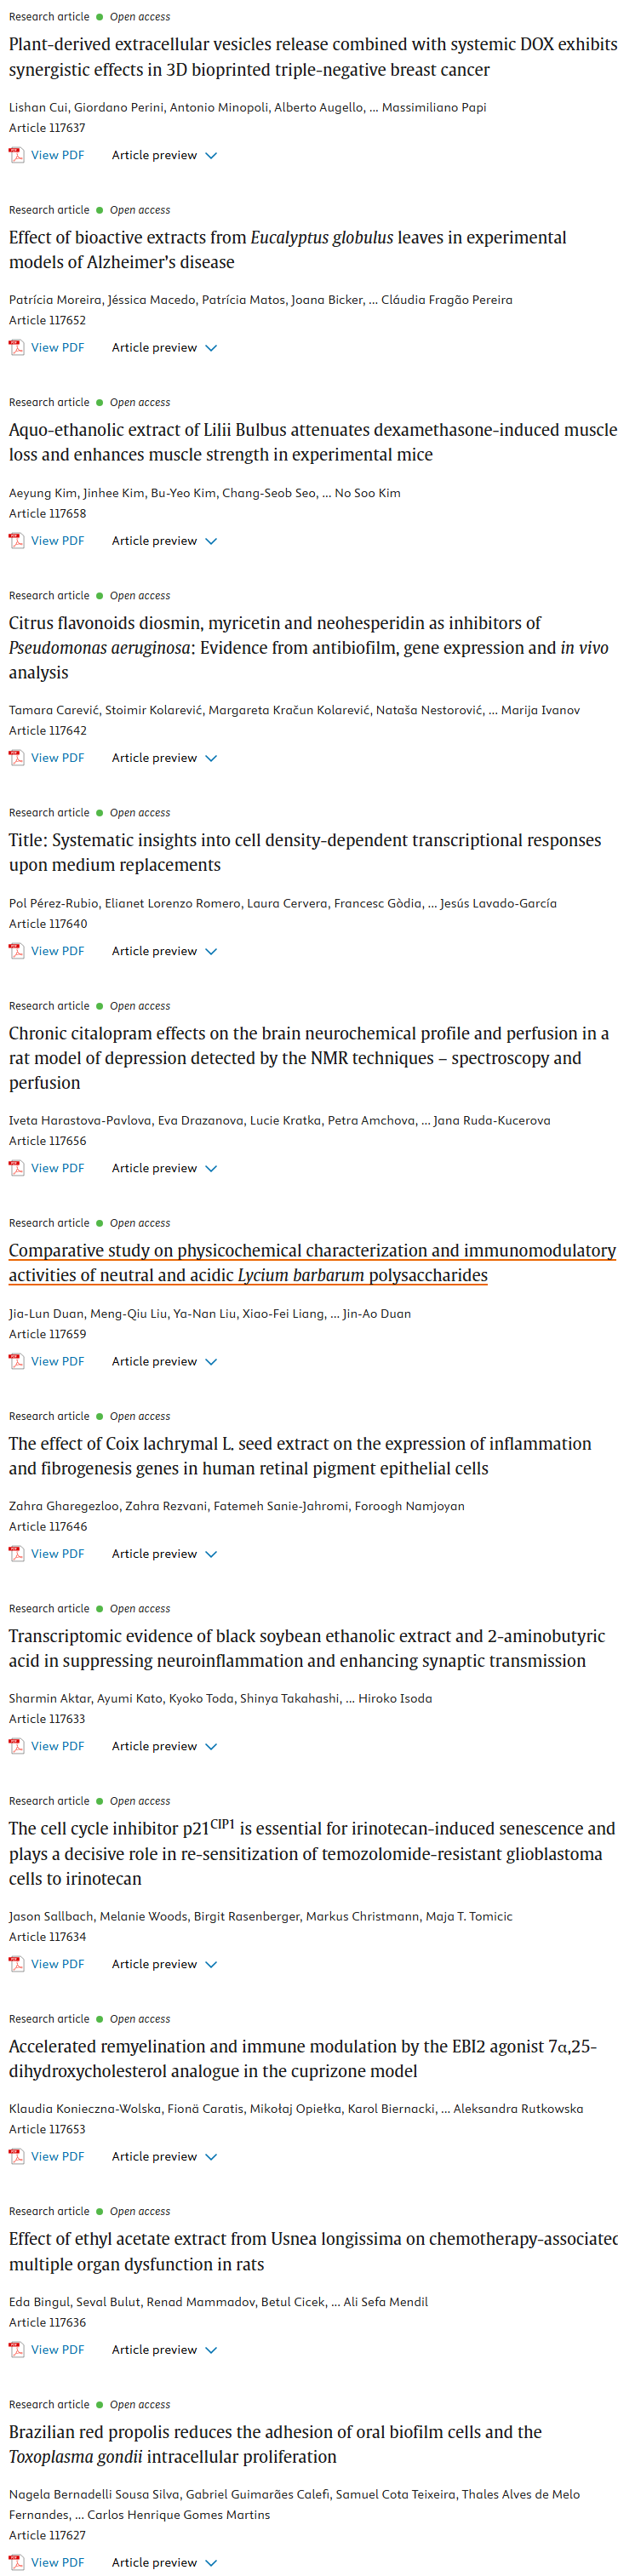 Research article ● Open access
Plant-derived extracellular vesicles release combined with systemic DOX exhibits
synergistic effects in 3D bioprinted triple-negative breast cancer
Lishan Cui, Giordano Perini, Antonio Minopoli, Alberto Augello, ... Massimiliano Papi
Article 117637
View PDF Article preview
Research article ● Open access
Effect of bioactive extracts from Eucalyptus globulus leaves in experimental
models of Alzheimer's disease
Patrícia Moreira, Jéssica Macedo, Patrícia Matos, Joana Bicker, ... Cláudia Fragão Pereira
Article 117652
View PDF Article preview
Research article ● Open access
Aquo-ethanolic extract of Lilii Bulbus attenuates dexamethasone-induced muscle
loss and enhances muscle strength in experimental mice
Aeyung Kim, Jinhee Kim, Bu-Yeo Kim, Chang-Seob Seo, ... No Soo Kim
Article 117658
View PDF Article preview
Research article ● Open access
Citrus flavonoids diosmin, myricetin and neohesperidin as inhibitors of
Pseudomonas aeruginosa: Evidence from antibiofilm, gene expression and in vivo
analysis
Tamara Carević, Stoimir Kolarević, Margareta Kračun Kolarević, Nataša Nestorović, ... Marija Ivanov
Article 117642
View PDF Article preview
Research article ● Open access
Title: Systematic insights into cell density-dependent transcriptional responses
upon medium replacements
Pol Pérez-Rubio, Elianet Lorenzo Romero, Laura Cervera, Francesc Gòdia, ... Jesús Lavado-García
Article 117640
View PDF Article preview
Research article ● Open access
Chronic citalopram effects on the brain neurochemical profile and perfusion in a
rat model of depression detected by the NMR techniques – spectroscopy and
perfusion
Iveta Harastova-Pavlova, Eva Drazanova, Lucie Kratka, Petra Amchova, ... Jana Ruda-Kucerova
Article 117656
View PDF Article preview
Research article ● Open access
Comparative study on physicochemical characterization and immunomodulatory
activities of neutral and acidic Lycium barbarum polysaccharides
Jia-Lun Duan, Meng-Qiu Liu, Ya-Nan Liu, Xiao-Fei Liang, ... Jin-Ao Duan
Article 117659
View PDF Article preview
Research article ● Open access
The effect of Coix lachrymal L. seed extract on the expression of inflammation
and fibrogenesis genes in human retinal pigment epithelial cells
Zahra Gharegezloo, Zahra Rezvani, Fatemeh Sanie-Jahromi, Foroogh Namjoyan
Article 117646
View PDF Article preview
Research article ● Open access
Transcriptomic evidence of black soybean ethanolic extract and 2-aminobutyric
acid in suppressing neuroinflammation and enhancing synaptic transmission
Sharmin Aktar, Ayumi Kato, Kyoko Toda, Shinya Takahashi, ... Hiroko Isoda
Article 117633
View PDF Article preview
Research article ● Open access
The cell cycle inhibitor p21CIP1 is essential for irinotecan-induced senescence and
plays a decisive role in re-sensitization of temozolomide-resistant glioblastoma
cells to irinotecan
Jason Sallbach, Melanie Woods, Birgit Rasenberger, Markus Christmann, Maja T. Tomicic
Article 117634
View PDF Article preview
Research article ● Open access
Accelerated remyelination and immune modulation by the EBI2 agonist 7α,25-
dihydroxycholesterol analogue in the cuprizone model
Klaudia Konieczna-Wolska, Fionä Caratis, Mikołaj Opiełka, Karol Biernacki, ... Aleksandra Rutkowska
Article 117653
View PDF Article preview
Research article ● Open access
Effect of ethyl acetate extract from Usnea longissima on chemotherapy-associated
multiple organ dysfunction in rats
Eda Bingul, Seval Bulut, Renad Mammadov, Betul Cicek, ... Ali Sefa Mendil
Article 117636
View PDF Article preview
Research article ● Open access
Brazilian red propolis reduces the adhesion of oral biofilm cells and the
Toxoplasma gondii intracellular proliferation
Nagela Bernadelli Sousa Silva, Gabriel Guimarães Calefi, Samuel Cota Teixeira, Thales Alves de Melo
Fernandes, ... Carlos Henrique Gomes Martins
Article 117627
View PDF Article preview